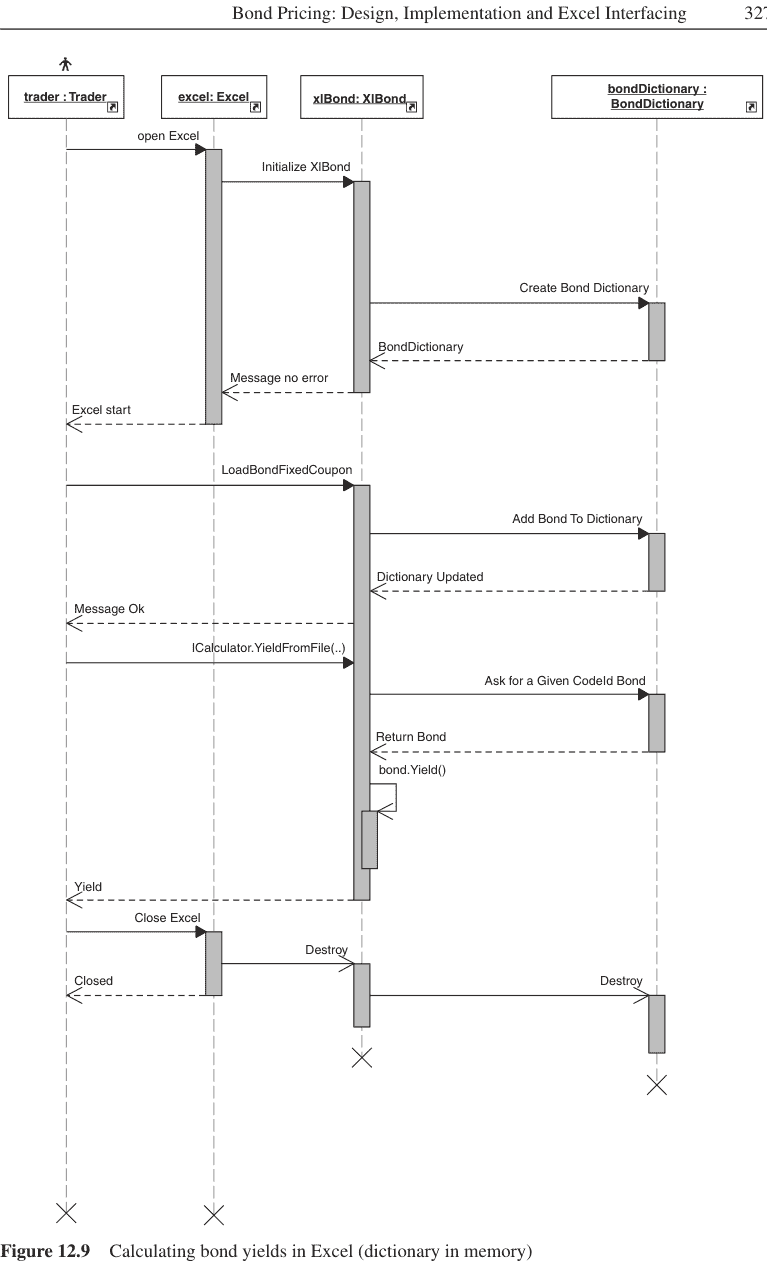 Bond Pricing: Design, Implementation and Excel Interfacing 327
trader : Trader
excel: Excel
xlBond: XlBond
bondDictionary :
BondDictionary
open Excel
Initialize XlBond
Create Bond Dictionary
BondDictionary
Message no error
Excel start
LoadBondFixedCoupon
Add Bond To Dictionary
Dictionary Updated
Message Ok
ICalculator.YieldFromFile(..)
Ask for a Given CodeId Bond
Return Bond
bond.Yield()
Yield
Close Excel
Destroy
Closed
Destroy
Figure 12.9 Calculating bond yields in Excel (dictionary in memory)